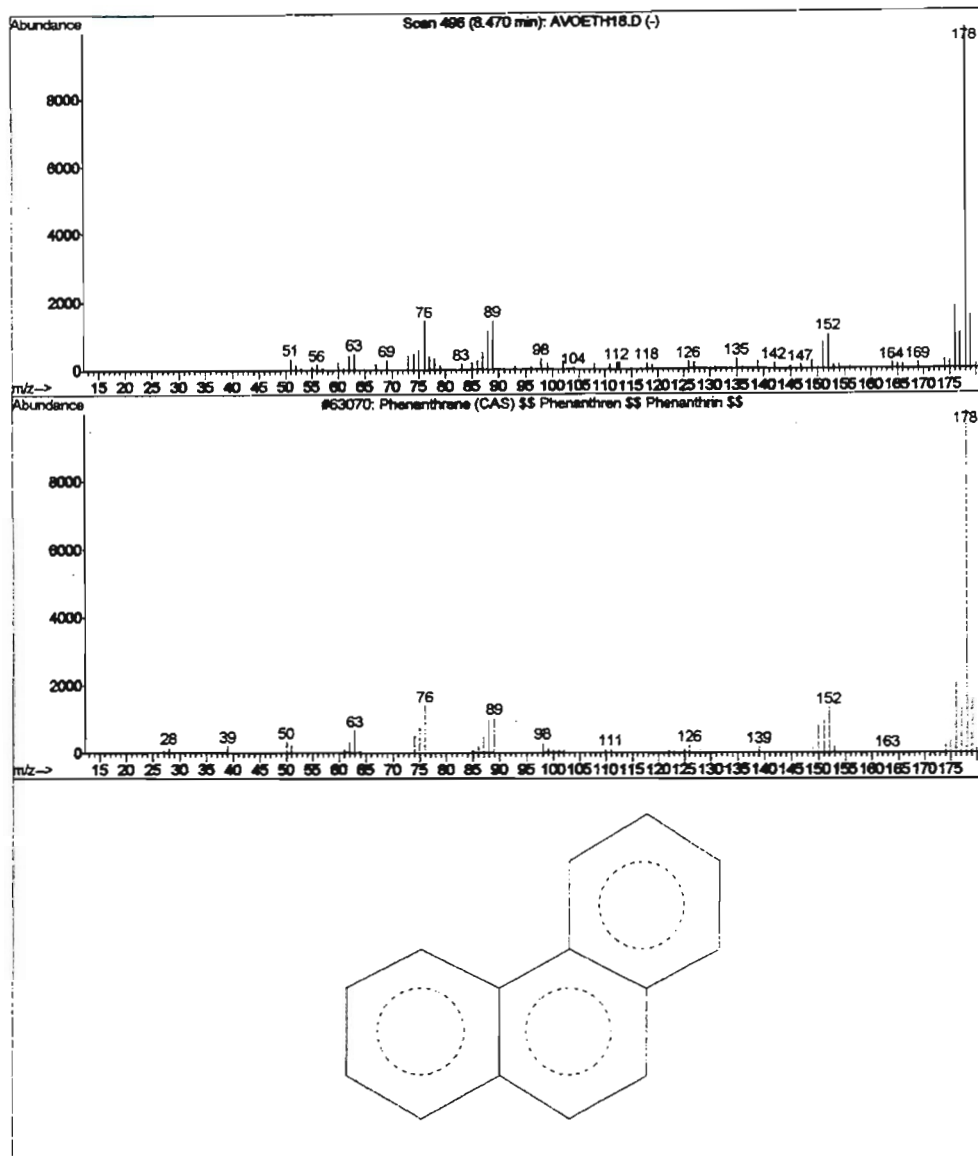 Abundance
Scan 496 (8.470 min): AVOETH18.D (-)
178
8000
6000
4000
2000
0
51 56 63 69 76 83 89 98 104 112 118 126 135 142 147 152 164 169
m/z-->
15 20 25 30 35 40 45 50 55 60 65 70 75 80 85 90 95 100 105 110 115 120 125 130 135 140 145 150 155 160 165 170 175
Abundance
#63070: Phenanthrene (CAS) $$ Phenanthren $$ Phenanthrin $$
178
8000
6000
4000
2000
0
28 39 50 63 76 89 98 111 126 139 152 163
m/z-->
15 20 25 30 35 40 45 50 55 60 65 70 75 80 85 90 95 100 105 110 115 120 125 130 135 140 145 150 155 160 165 170 175